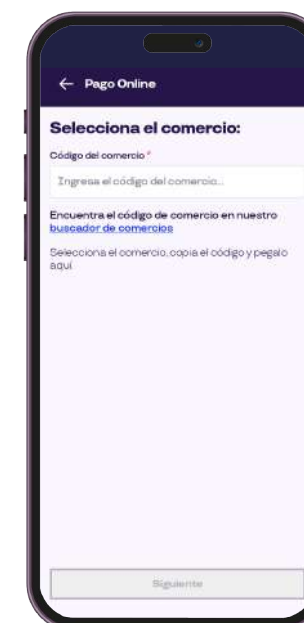 ← Pago Online
Selecciona el comercio:
Código del comercio *
Ingresa el código del comercio...
Encuentra el código de comercio en nuestro
buscador de comercios
Selecciona el comercio, copia el código y pegalo
aquí
Siguiente